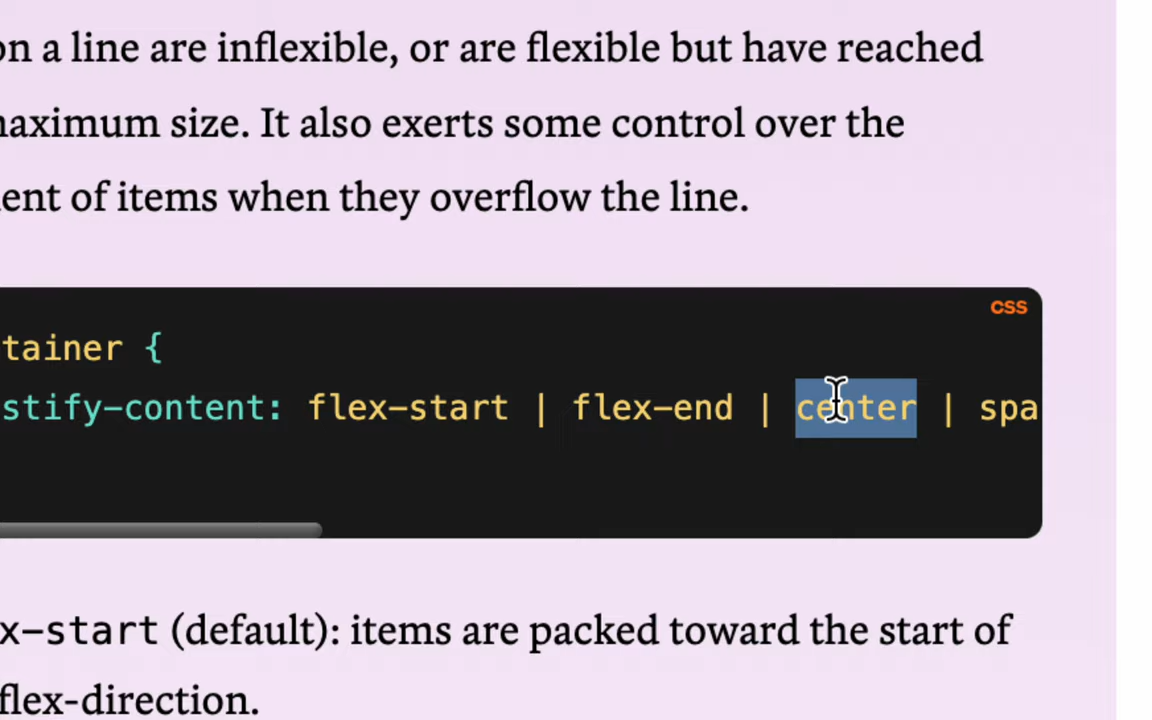 on a line are inflexible, or are flexible but have reached
maximum size. It also exerts some control over the
ent of items when they overflow the line.
css
tainer {
stify-content: flex-start | flex-end | center | spa
x-start (default): items are packed toward the start of
flex-direction.